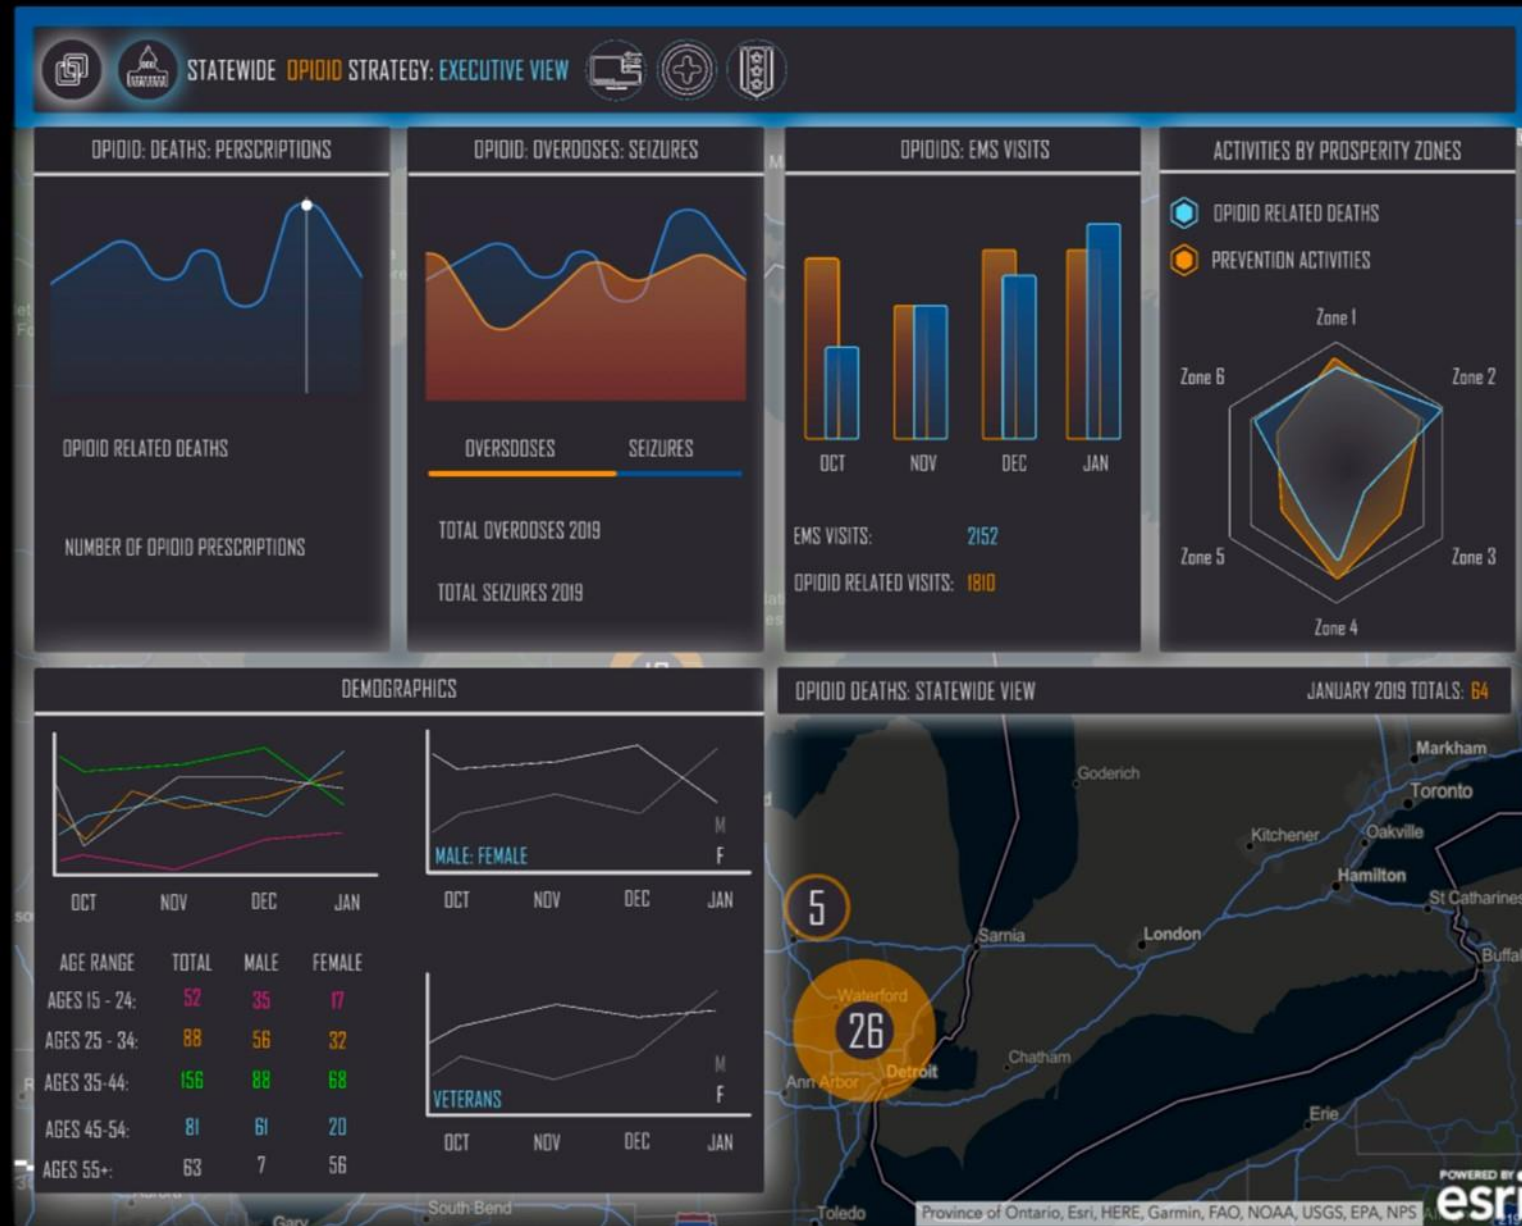 STATEWIDE OPIOID STRATEGY: EXECUTIVE VIEW
OPIOID: DEATHS: PERSCRIPTIONS
OPIOID RELATED DEATHS
NUMBER OF OPIOID PRESCRIPTIONS
OPIOID: OVERDOSES: SEIZURES
OVERSDOSES SEIZURES
TOTAL OVERDOSES 2019
TOTAL SEIZURES 2019
OPIOIDS: EMS VISITS
OCT NOV DEC JAN
EMS VISITS: 2152
OPIOID RELATED VISITS: 1810
ACTIVITIES BY PROSPERITY ZONES
OPIOID RELATED DEATHS
PREVENTION ACTIVITIES
Zone 1
Zone 6 Zone 2
Zone 5 Zone 3
Zone 4
DEMOGRAPHICS
OCT NOV DEC JAN
AGE RANGE TOTAL MALE FEMALE
AGES 15 - 24: 52 35 17
AGES 25 - 34: 88 56 32
AGES 35-44: 156 88 68
AGES 45-54: 81 61 20
AGES 55+: 63 7 56
M
MALE: FEMALE F
OCT NOV DEC JAN
M
VETERANS F
OCT NOV DEC JAN
OPIOID DEATHS: STATEWIDE VIEW JANUARY 2019 TOTALS: 64
Markham
Goderich
Toronto
Kitchener Oakville
Hamilton
St Catharines
5
Sarnia London
Waterford
26
Chatham
Ann Arbor Detroit
Erie
South Bend
Gary
Toledo
POWERED BY
esri
Province of Ontario, Esri, HERE, Garmin, FAO, NOAA, USGS, EPA, NPS